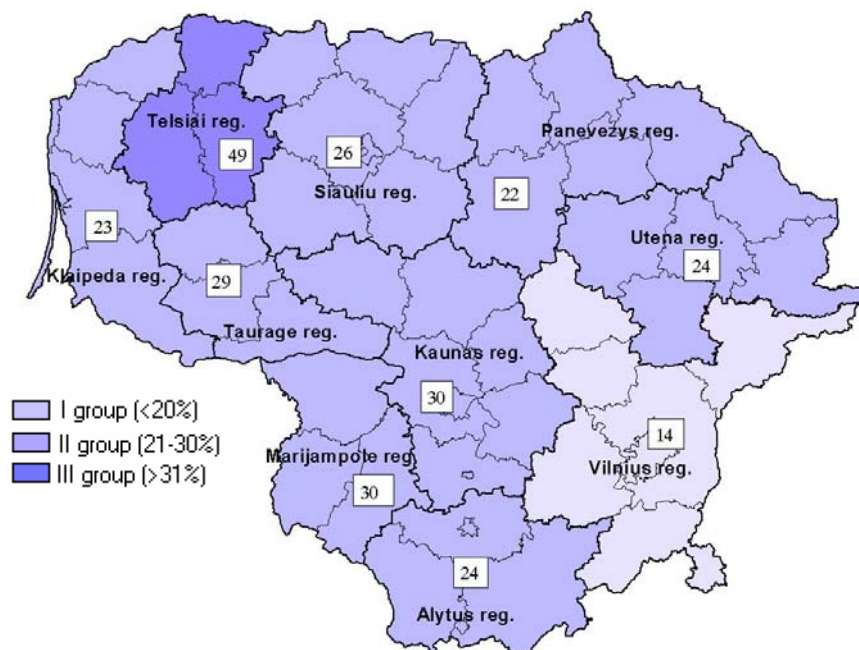 Telsiai reg.
49
26
Siauliu reg.
Panevezys reg.
22
23
Klaipeda reg.
29
Taurage reg.
Utena reg.
24
Kaunas reg.
30
14
Vilnius reg.
Marijampole reg
30
24
Alytus reg.
I group (<20%)
II group (21-30%)
III group (>31%)